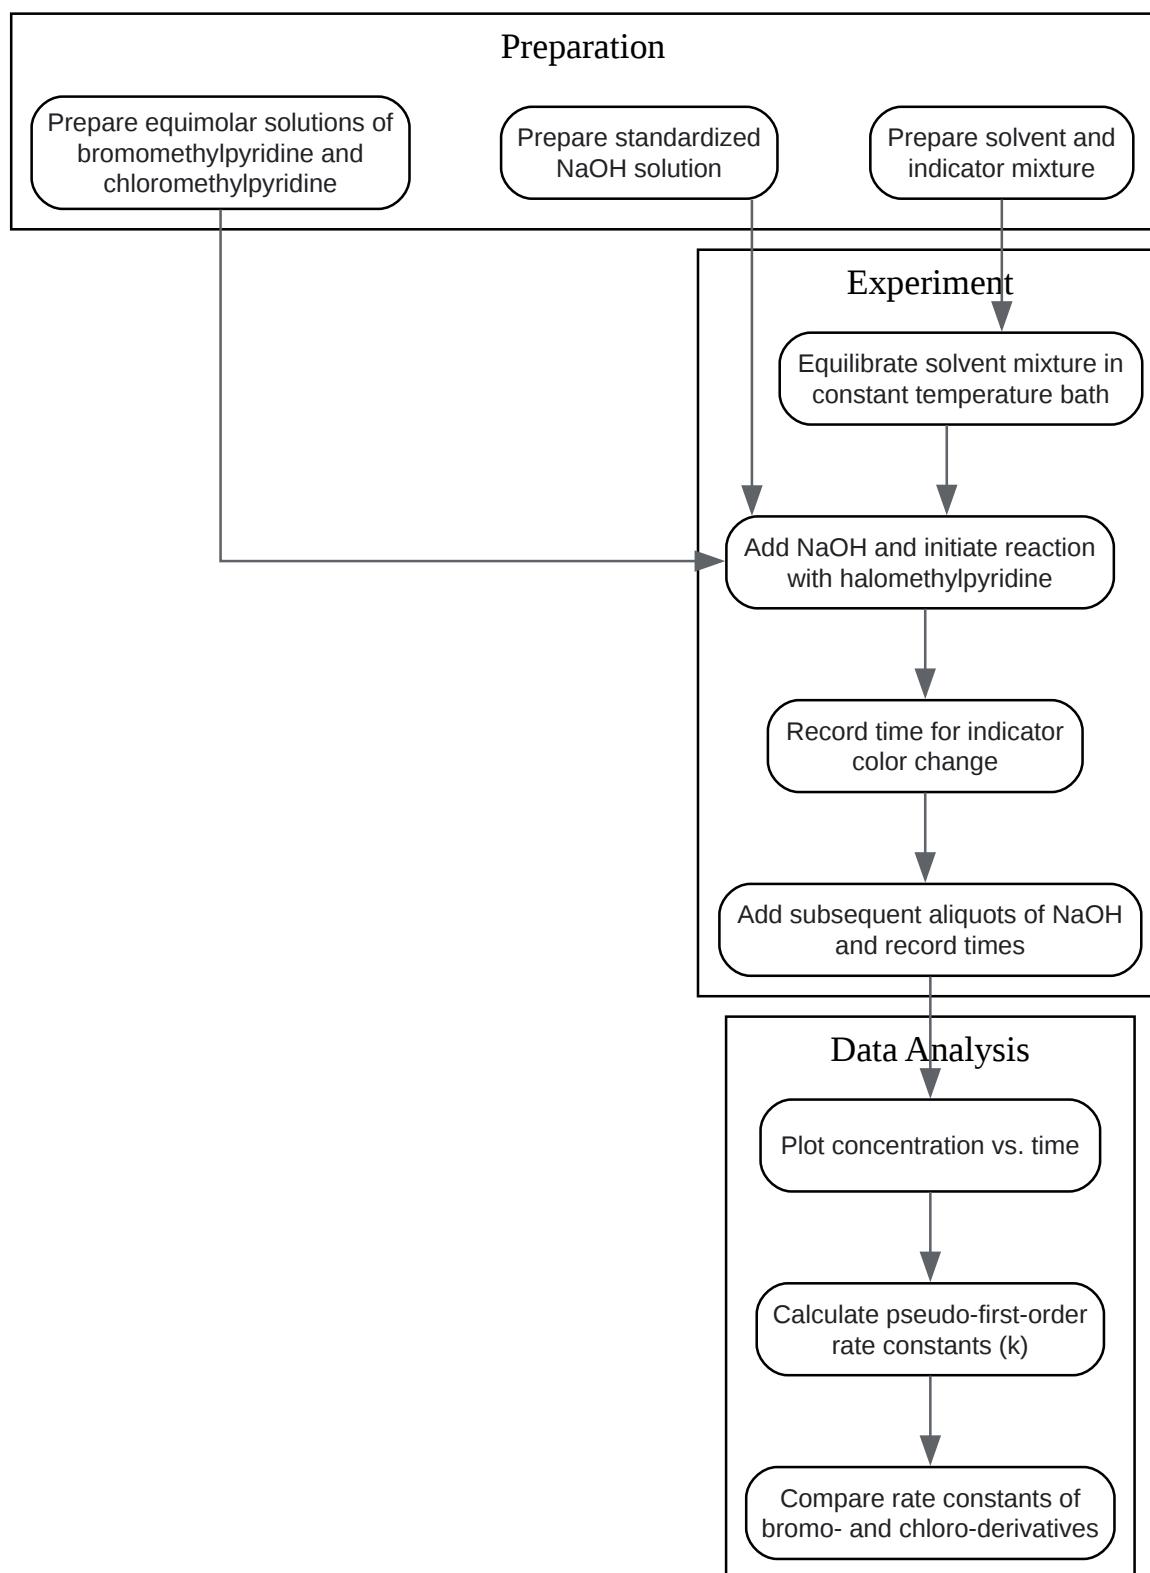 Preparation
Prepare equimolar solutions of
bromomethylpyridine and
chloromethylpyridine
Prepare standardized
NaOH solution
Prepare solvent and
indicator mixture
Experiment
Equilibrate solvent mixture in
constant temperature bath
Add NaOH and initiate reaction
with halomethylpyridine
Record time for indicator
color change
Add subsequent aliquots of NaOH
and record times
Data Analysis
Plot concentration vs. time
Calculate pseudo-first-order
rate constants (k)
Compare rate constants of
bromo- and chloro-derivatives